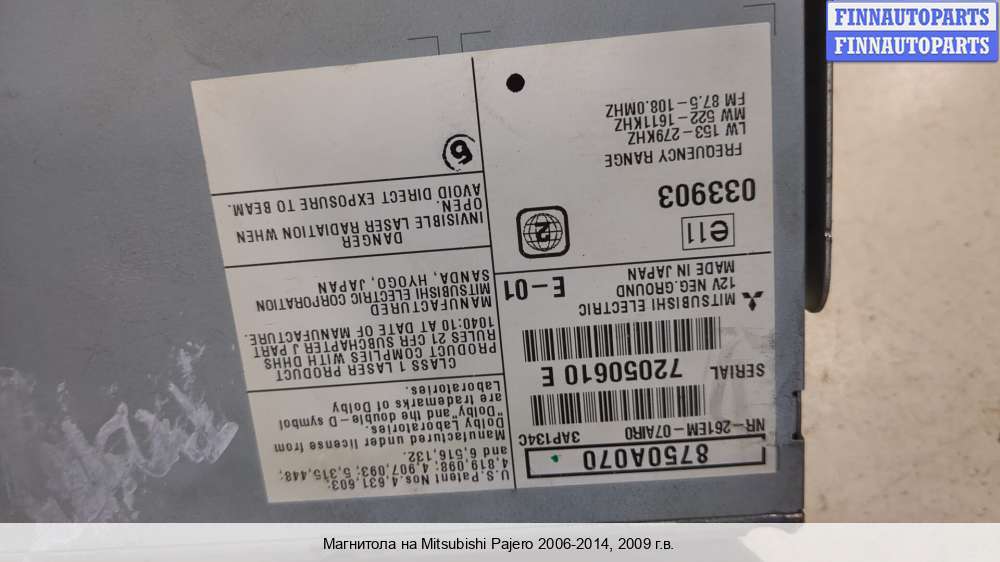 FINNAUTOPARTS
FINNAUTOPARTS
8750A070
NR-261EM-07AIR0 3AP134C
SERIAL 72050610 E
MITSUBISHI ELECTRIC
12V NEG.GROUND
MADE IN JAPAN
E-01
e11
2
033903
FREQUENCY RANGE
LW 153-279KHZ
MW 522-1611KHZ
FM 87.5-108.0MHZ
U.S.Patent Nos.4,631,603;
4,819,098; 4,907,093; 5,315,448;
and 6,516,132.
Manufactured under license from
Dolby Laboratories.
"Dolby"and the double-D symbol
are trademarks of Dolby
Laboratories.
CLASS 1 LASER PRODUCT
PRODUCT COMPLIES WITH DHHS
RULES 21 CFR SUBCHAPTER J PART
1040:10 AT DATE OF MANUFACTURE.
MANUFACTURED
MITSUBISHI ELECTRIC CORPORATION
SANDA, HYOGO, JAPAN
DANGER
INVISIBLE LASER RADIATION WHEN
OPEN.
AVOID DIRECT EXPOSURE TO BEAM.
Магнитола на Mitsubishi Pajero 2006-2014, 2009 г.в.